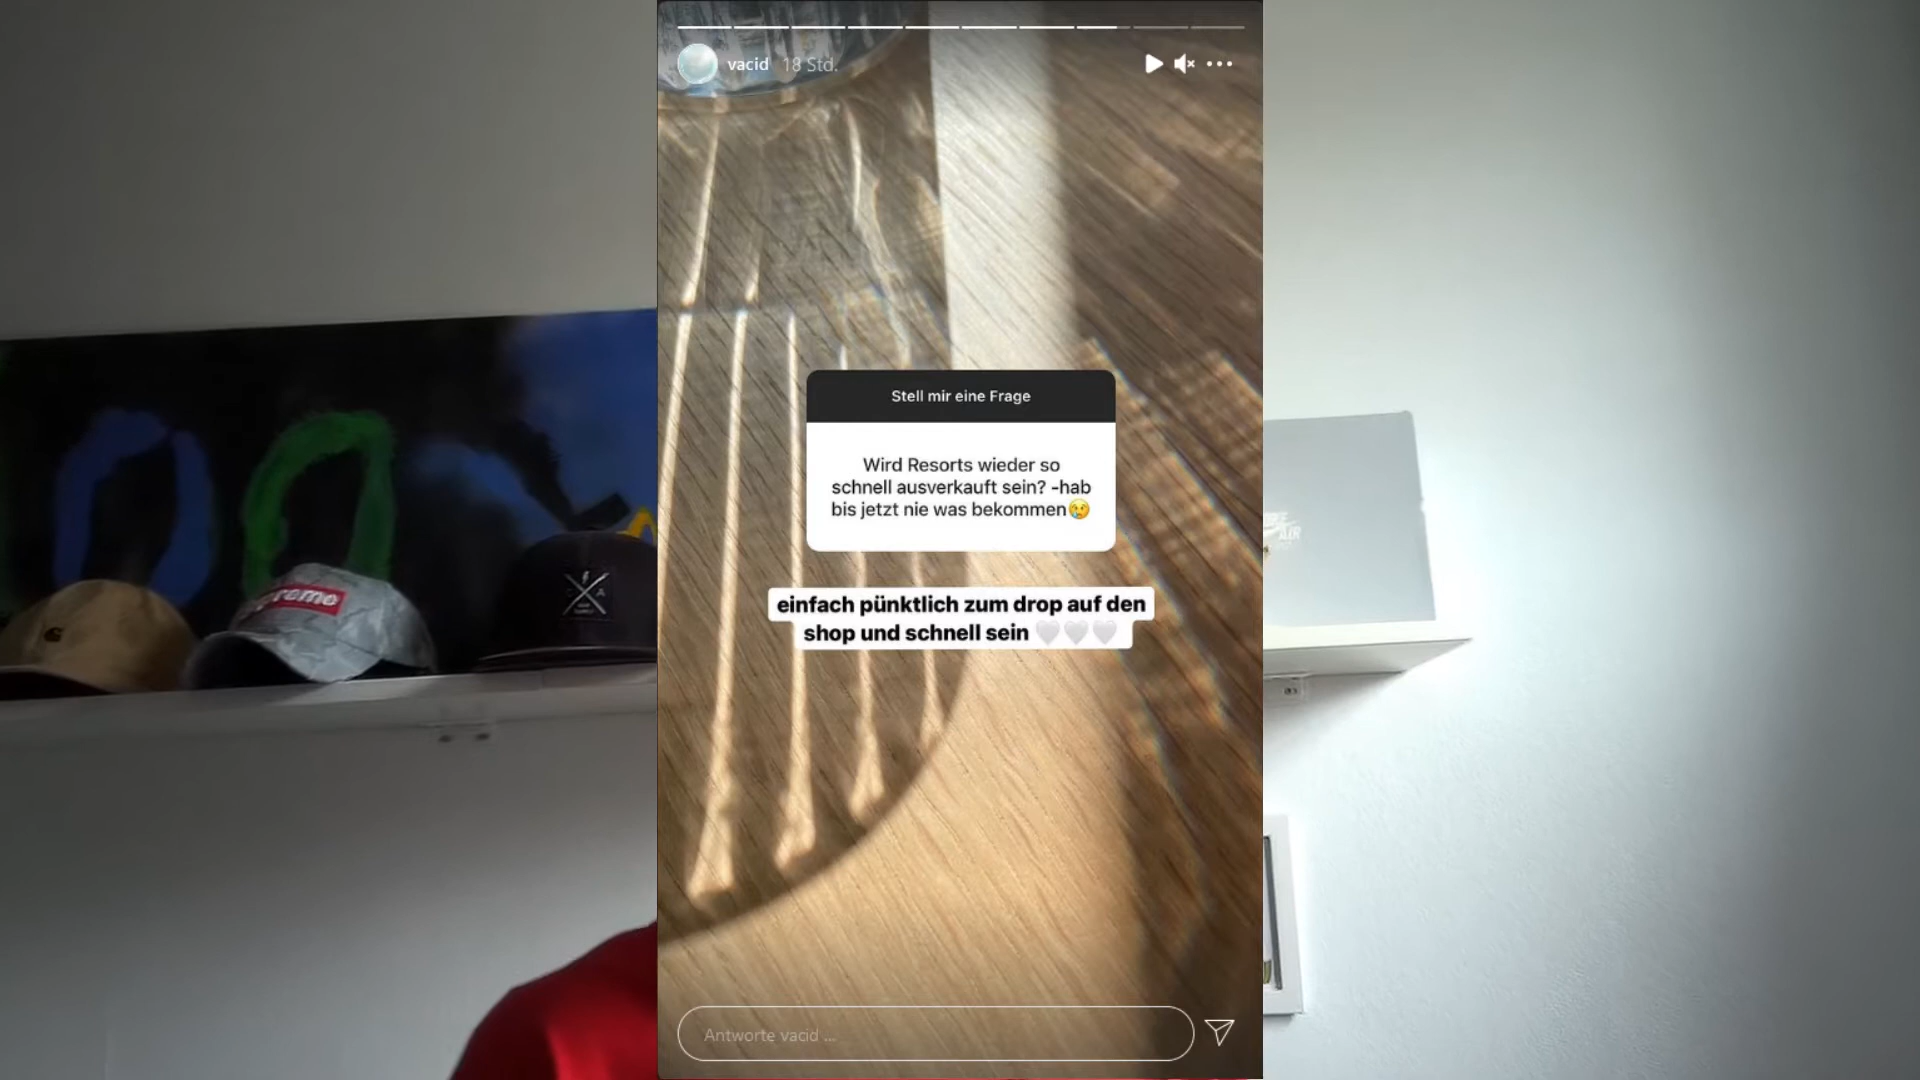 vacid 18 Std.
Stell mir eine Frage
Wird Resorts wieder so
schnell ausverkauft sein? -hab
bis jetzt nie was bekommen😢
einfach pünktlich zum drop auf den
shop und schnell sein 🤍🤍🤍
Antworte vacid ...
AIR